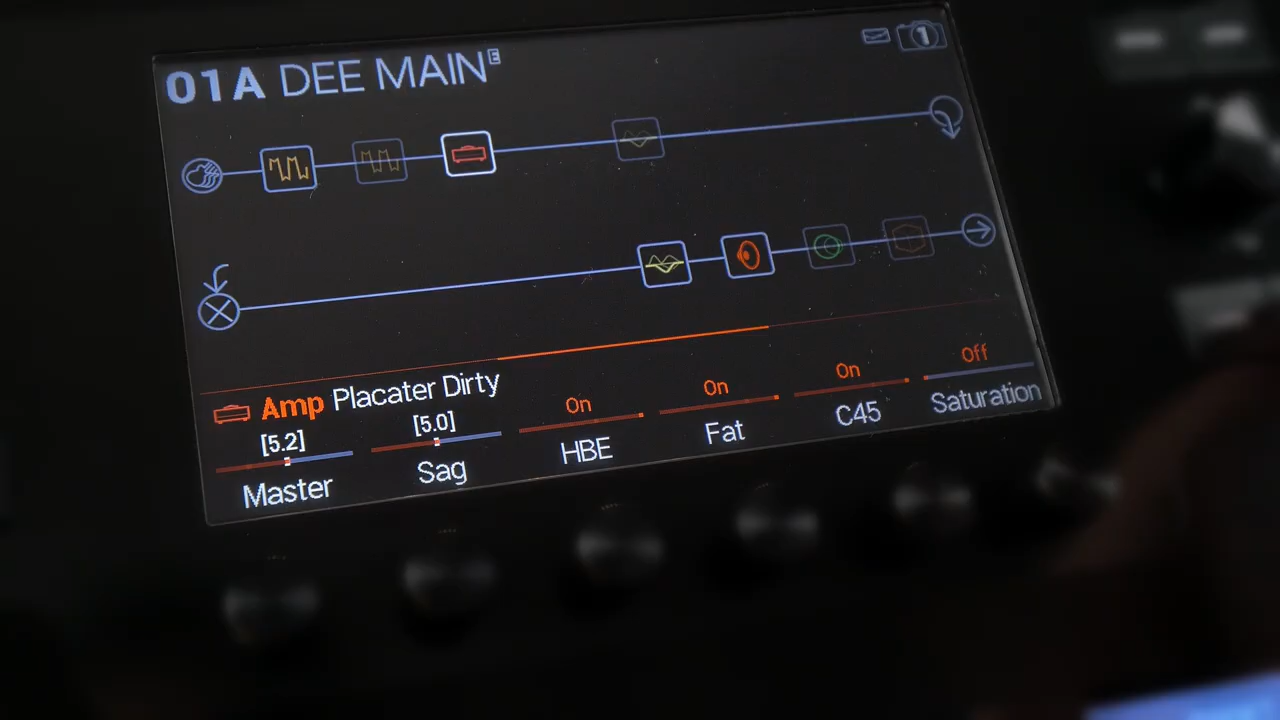 01A DEE MAIN E
1
Amp Placater Dirty
[5.2] [5.0] On On On Off
Master Sag HBE Fat C45 Saturation